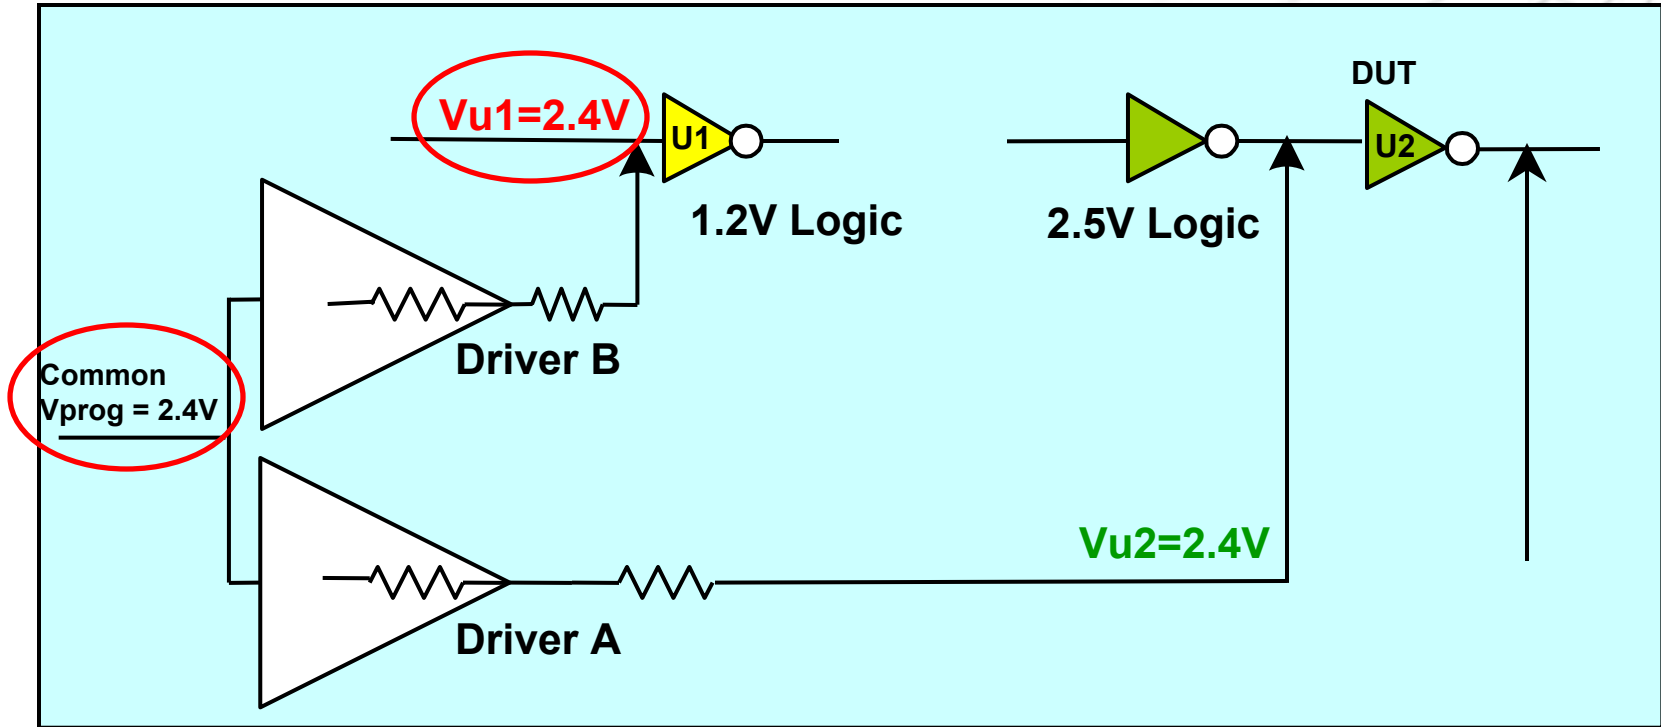 DUT
Vu1=2.4V
U1
U2
1.2V Logic
2.5V Logic
Driver B
Common
Vprog = 2.4V
Vu2=2.4V
Driver A